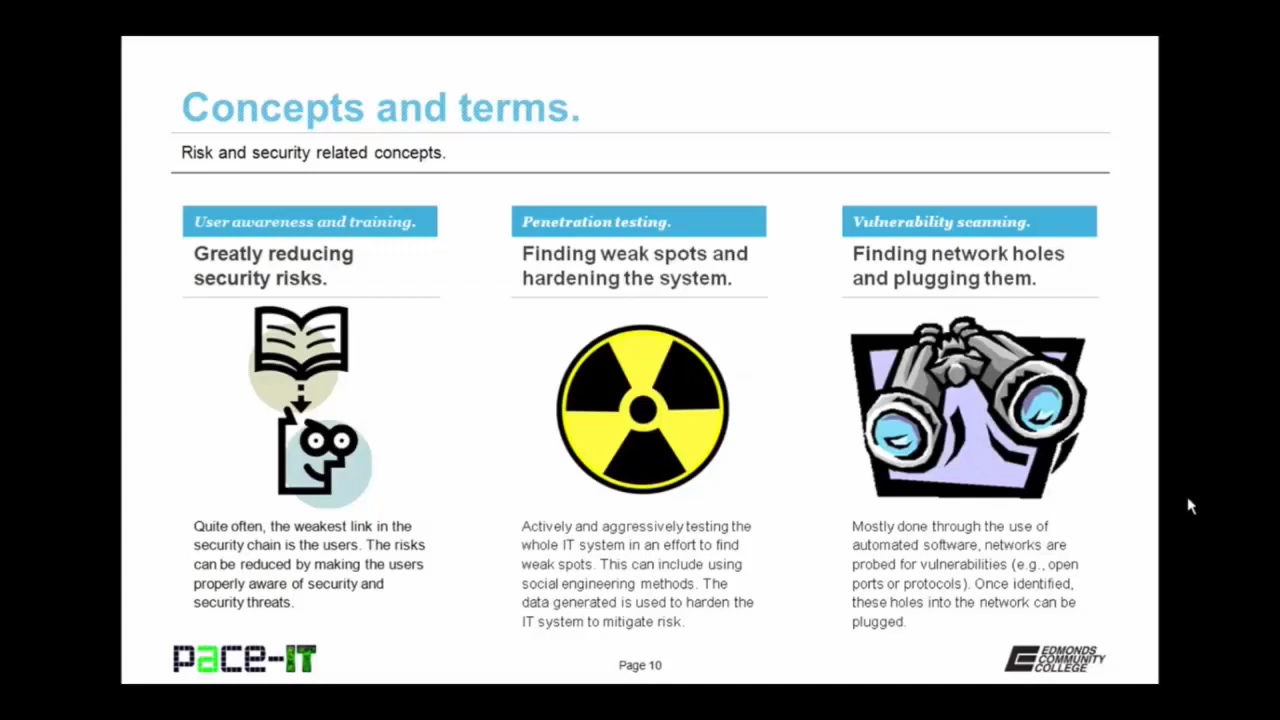 Concepts and terms.
Risk and security related concepts.
User awareness and training.
Greatly reducing
security risks.
Quite often, the weakest link in the
security chain is the users. The risks
can be reduced by making the users
properly aware of security and
security threats.
Penetration testing.
Finding weak spots and
hardening the system.
Actively and aggressively testing the
whole IT system in an effort to find
weak spots. This can include using
social engineering methods. The
data generated is used to harden the
IT system to mitigate risk.
Vulnerability scanning.
Finding network holes
and plugging them.
Mostly done through the use of
automated software, networks are
probed for vulnerabilities (e.g., open
ports or protocols). Once identified,
these holes into the network can be
plugged.
pace-IT
Page 10
EDMONDS
COMMUNITY
COLLEGE